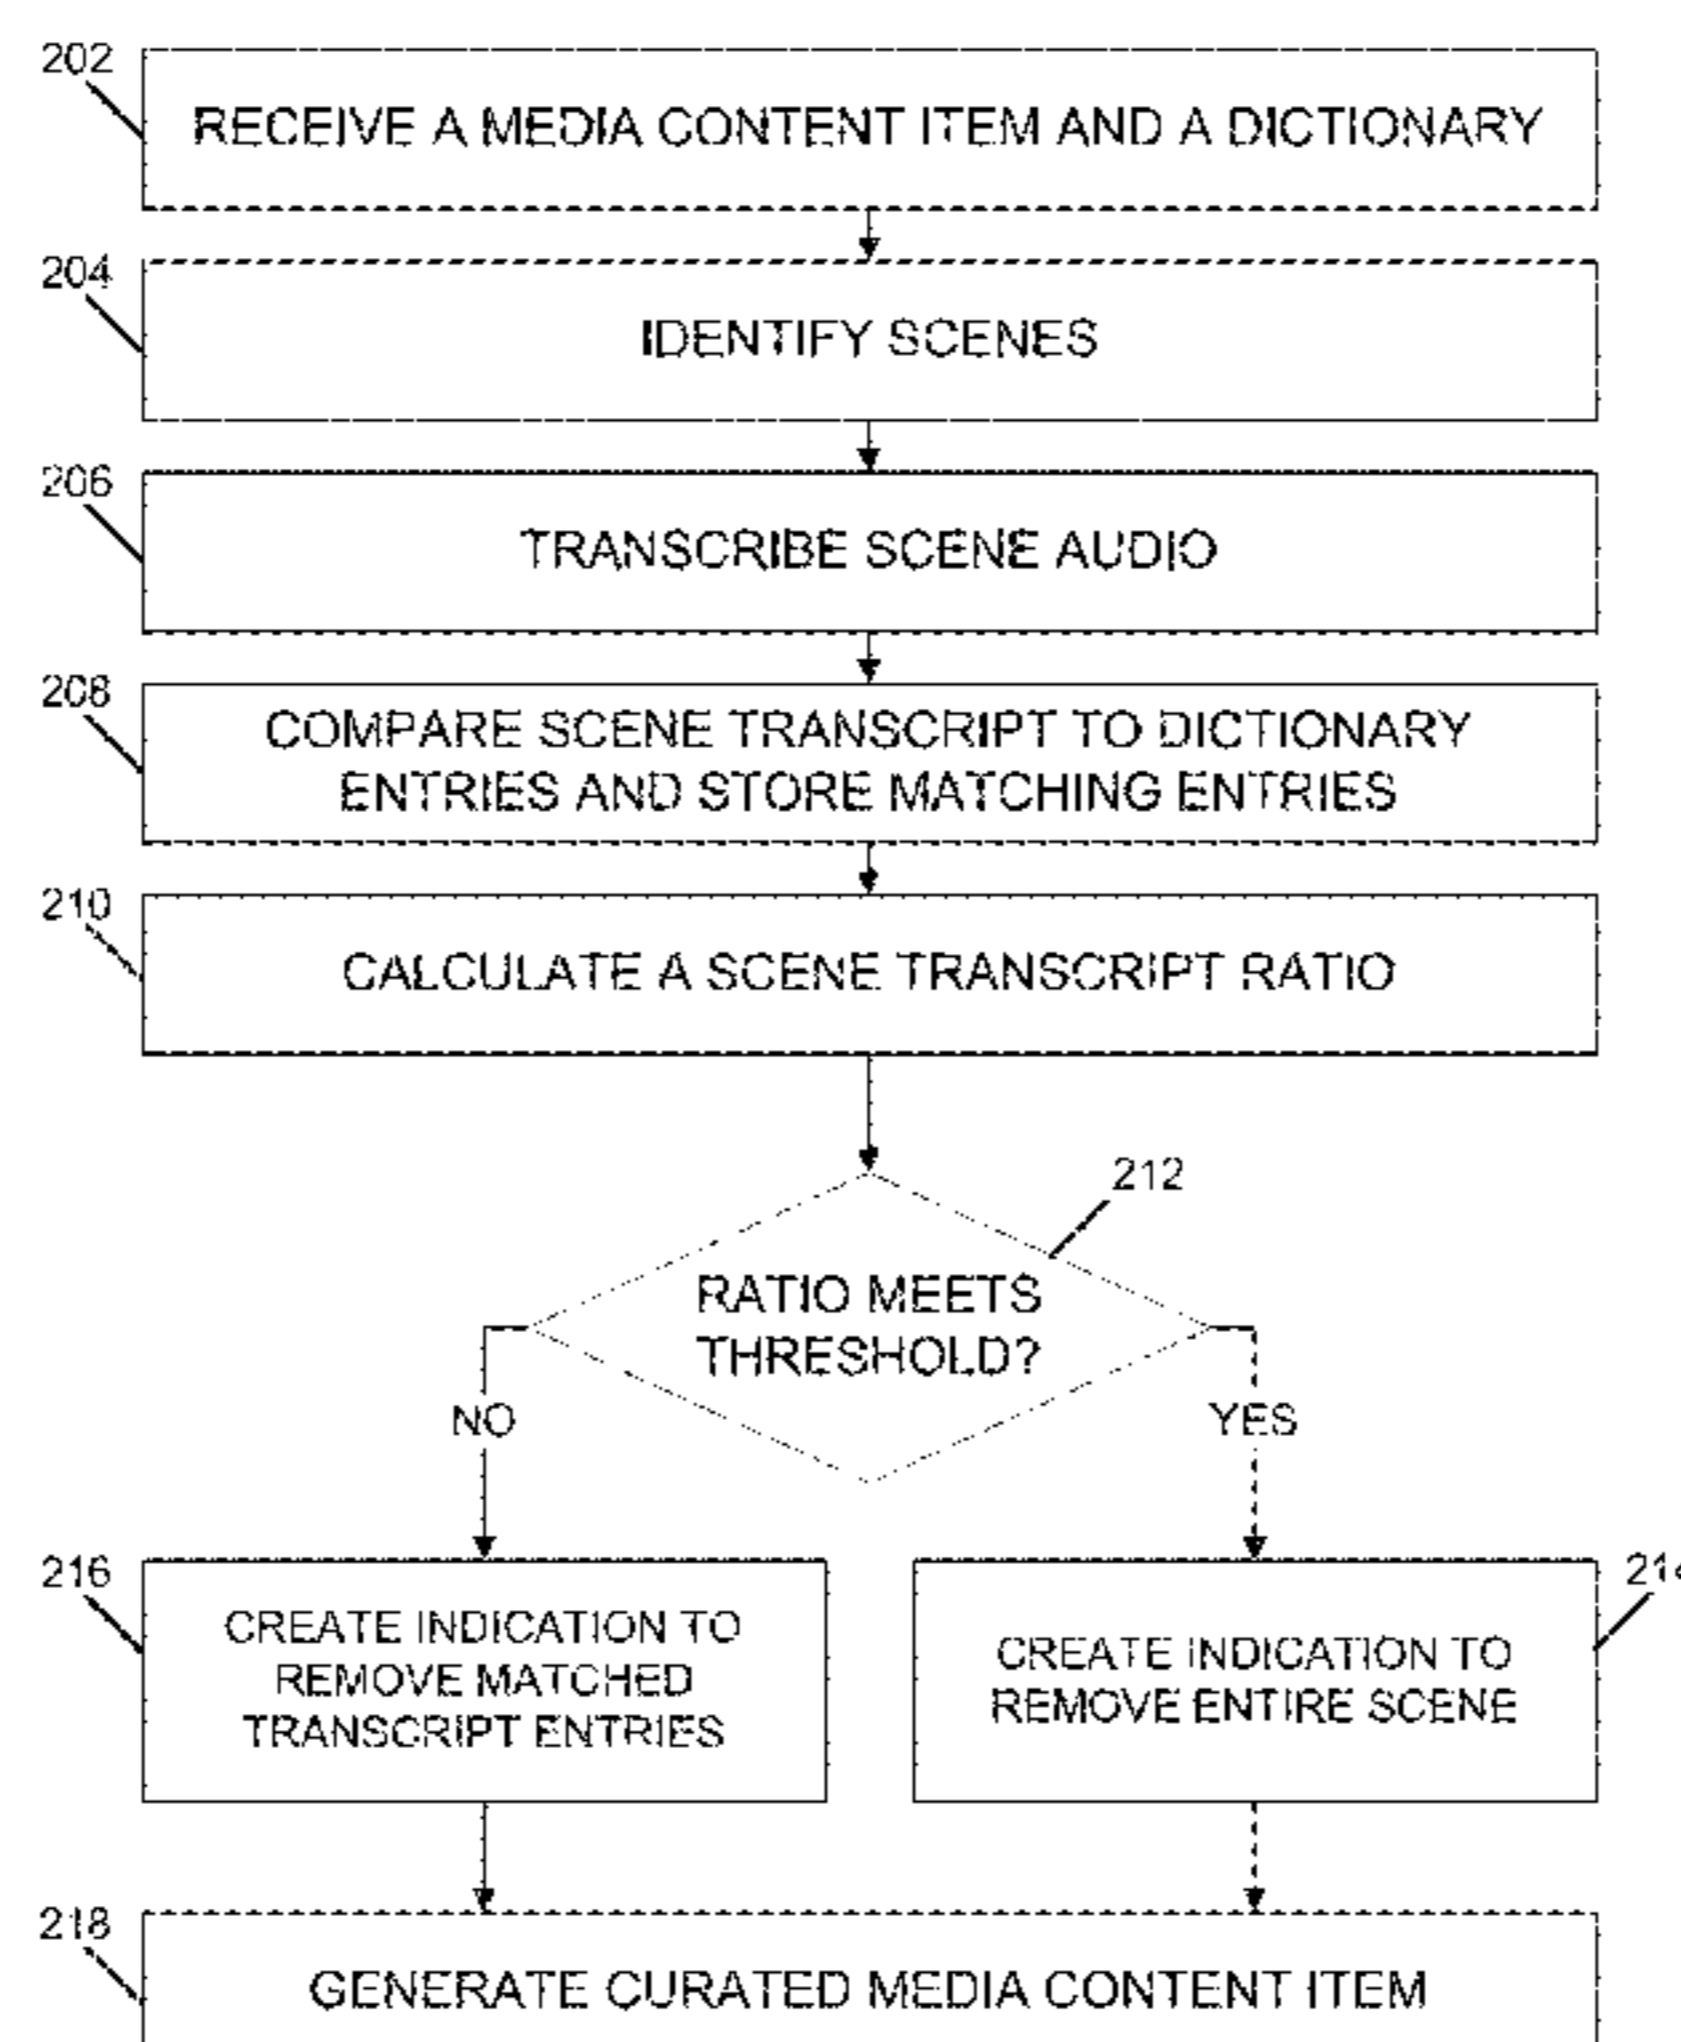 202
RECEIVE A MEDIA CONTENT ITEM AND A DICTIONARY
204
IDENTIFY SCENES
206
TRANSCRIBE SCENE AUDIO
208
COMPARE SCENE TRANSCRIPT TO DICTIONARY
ENTRIES AND STORE MATCHING ENTRIES
210
CALCULATE A SCENE TRANSCRIPT RATIO
212
RATIO MEETS
THRESHOLD?
NO
YES
216
CREATE INDICATION TO
REMOVE MATCHED
TRANSCRIPT ENTRIES
214
CREATE INDICATION TO
REMOVE ENTIRE SCENE
218
GENERATE CURATED MEDIA CONTENT ITEM